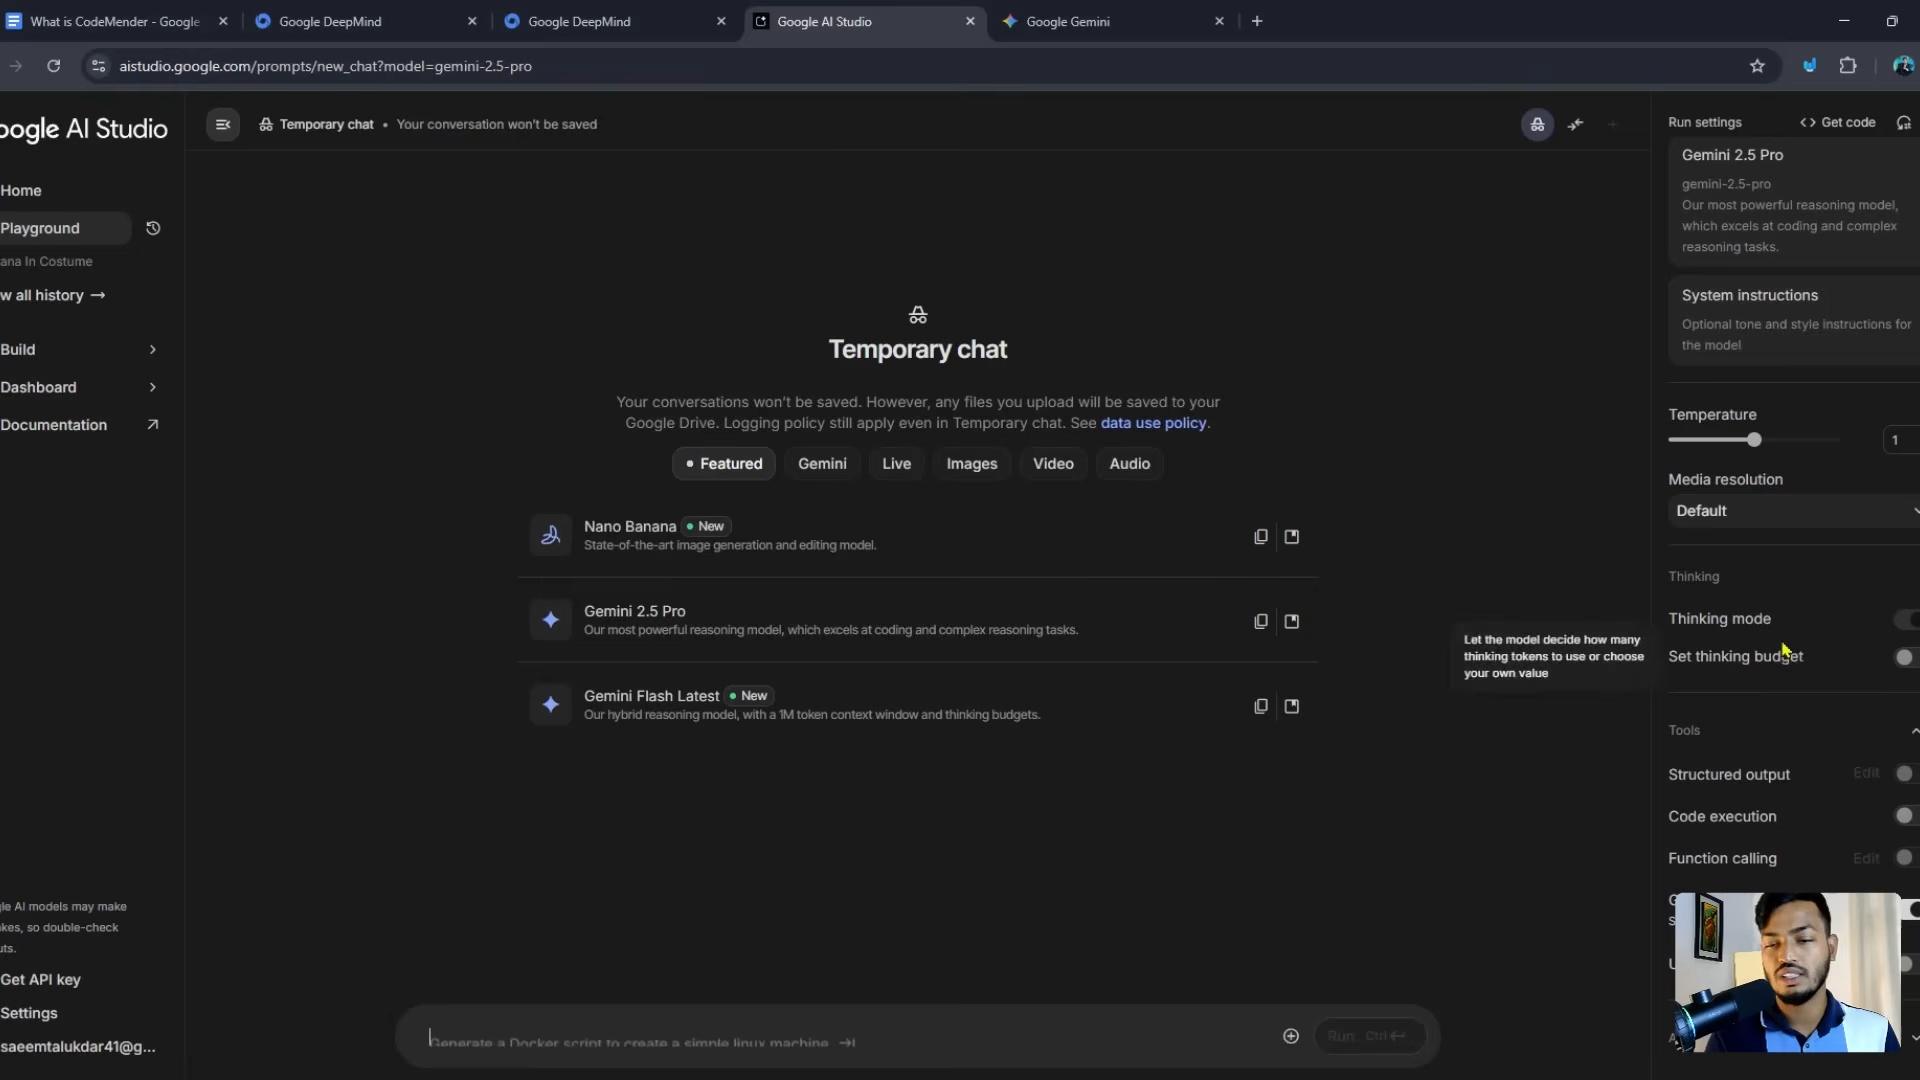 What is CodeMender - Google
Google DeepMind
Google DeepMind
Google AI Studio
Google Gemini
aistudio.google.com/prompts/new_chat?model=gemini-2.5-pro
oogle AI Studio
Home
Playground
ana In Costume
w all history →
Build
Dashboard
Documentation
gle AI models may make
kes, so double-check
uts.
Get API key
Settings
saeemtalukdar41@g...
Temporary chat • Your conversation won't be saved
Temporary chat
Your conversations won't be saved. However, any files you upload will be saved to your
Google Drive. Logging policy still apply even in Temporary chat. See data use policy.
Featured
Gemini
Live
Images
Video
Audio
Nano Banana
New
State-of-the-art image generation and editing model.
Gemini 2.5 Pro
Our most powerful reasoning model, which excels at coding and complex reasoning tasks.
Gemini Flash Latest
New
Our hybrid reasoning model, with a 1M token context window and thinking budgets.
Generate a Docker script to create a simple linux machine
Run Ctrl
Run settings
<> Get code
Gemini 2.5 Pro
gemini-2.5-pro
Our most powerful reasoning model,
which excels at coding and complex
reasoning tasks.
System instructions
Optional tone and style instructions for
the model
Temperature
1
Media resolution
Default
Thinking
Thinking mode
Set thinking budget
Let the model decide how many
thinking tokens to use or choose
your own value
Tools
Structured output
Edit
Code execution
Function calling
Edit
G
s
U